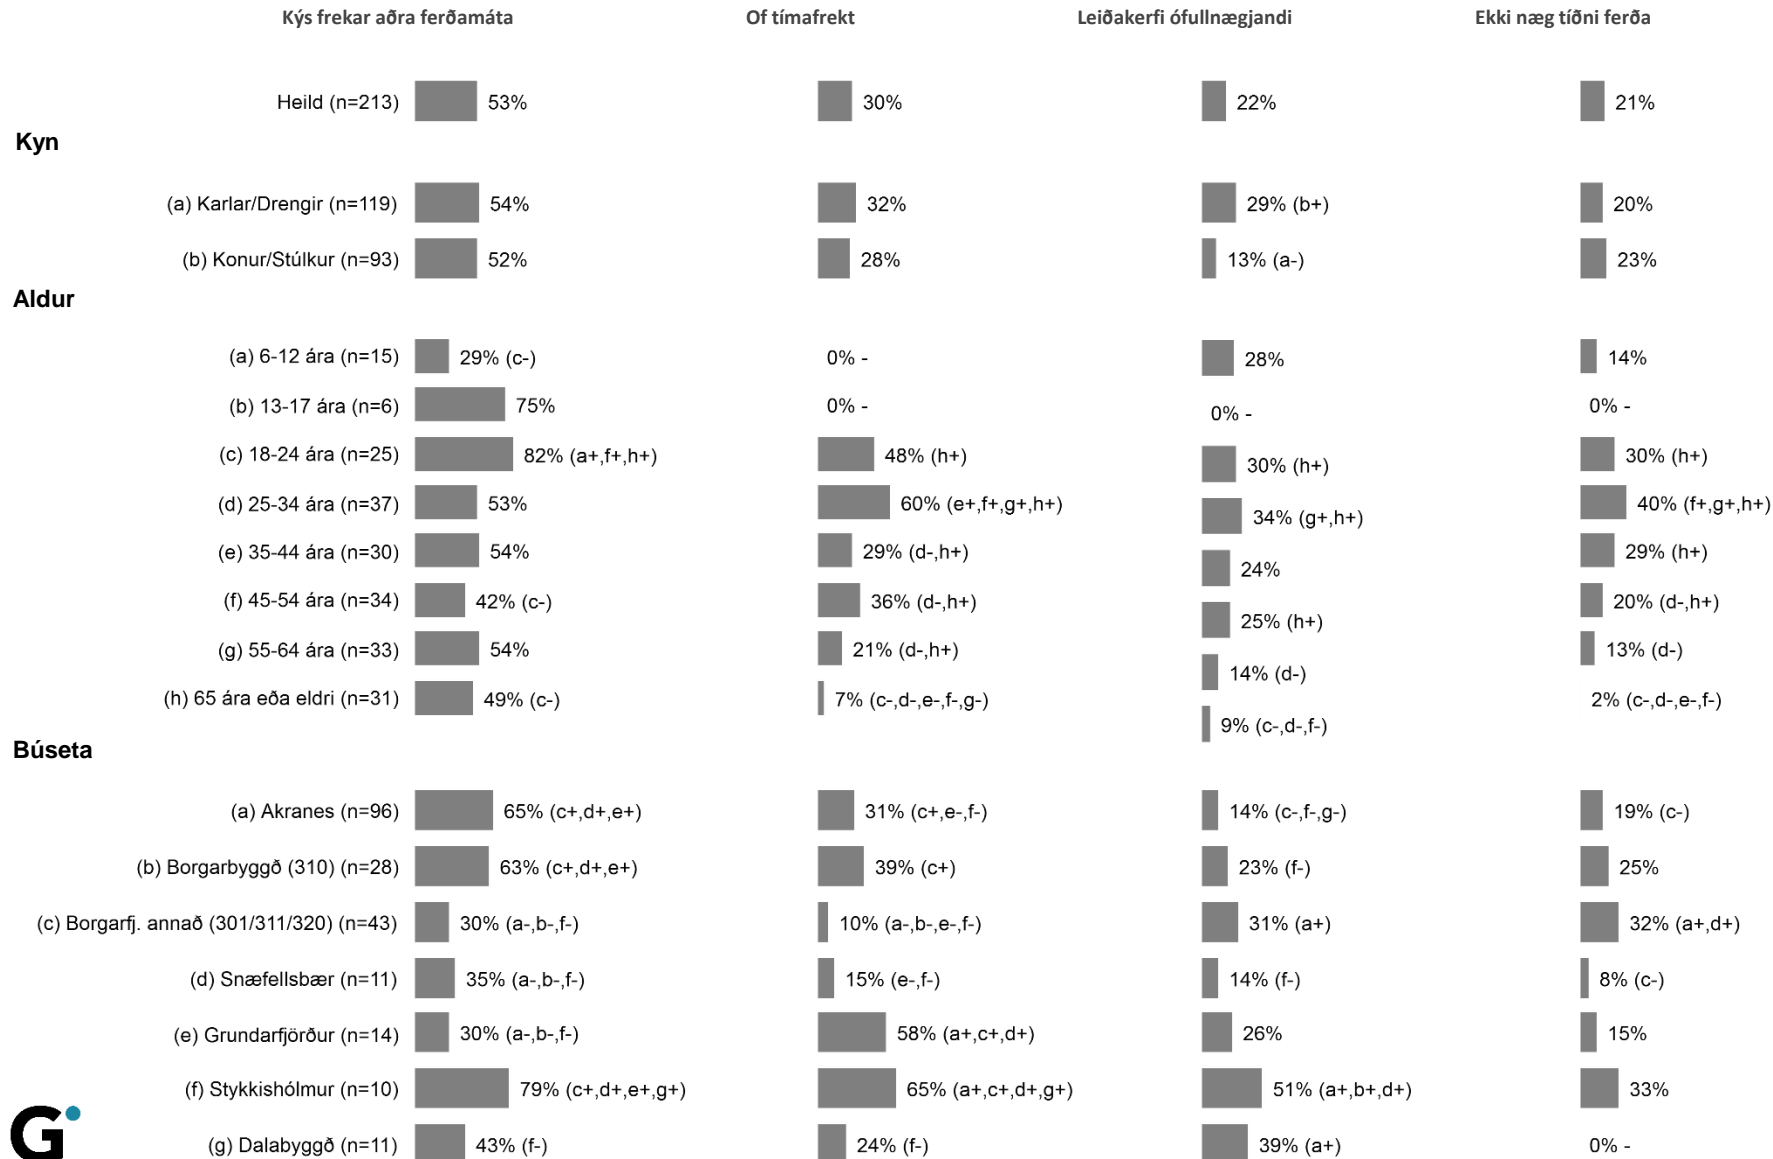 Kýs frekar aðra ferðamáta Of tímafrekt Leiðakerfi ófullnægjandi Ekki næg tíðni ferða
Heild (n=213) 53% 30% 22% 21%
Kyn
(a) Karlar/Drengir (n=119) 54% 32% 29% (b+) 20%
(b) Konur/Stúlkur (n=93) 52% 28% 13% (a-) 23%
Aldur
(a) 6-12 ára (n=15) 29% (c-) 0% - 28% 14%
(b) 13-17 ára (n=6) 75% 0% - 0% - 0% -
(c) 18-24 ára (n=25) 82% (a+,f+,h+) 48% (h+) 30% (h+) 30% (h+)
(d) 25-34 ára (n=37) 53% 60% (e+,f+,g+,h+) 34% (g+,h+) 40% (f+,g+,h+)
(e) 35-44 ára (n=30) 54% 29% (d-,h+) 24% 29% (h+)
(f) 45-54 ára (n=34) 42% (c-) 36% (d-,h+) 25% (h+) 20% (d-,h+)
(g) 55-64 ára (n=33) 54% 21% (d-,h+) 14% (d-) 13% (d-)
(h) 65 ára eða eldri (n=31) 49% (c-) 7% (c-,d-,e-,f-,g-) 9% (c-,d-,f-) 2% (c-,d-,e-,f-)
Búseta
(a) Akranes (n=96) 65% (c+,d+,e+) 31% (c+,e-,f-) 14% (c-,f-,g-) 19% (c-)
(b) Borgarbyggð (310) (n=28) 63% (c+,d+,e+) 39% (c+) 23% (f-) 25%
(c) Borgarfj. annað (301/311/320) (n=43) 30% (a-,b-,f-) 10% (a-,b-,e-,f-) 31% (a+) 32% (a+,d+)
(d) Snæfellsbær (n=11) 35% (a-,b-,f-) 15% (e-,f-) 14% (f-) 8% (c-)
(e) Grundarfjörður (n=14) 30% (a-,b-,f-) 58% (a+,c+,d+) 26% 15%
(f) Stykkishólmur (n=10) 79% (c+,d+,e+,g+) 65% (a+,c+,d+,g+) 51% (a+,b+,d+) 33%
(g) Dalabyggð (n=11) 43% (f-) 24% (f-) 39% (a+) 0% -
G